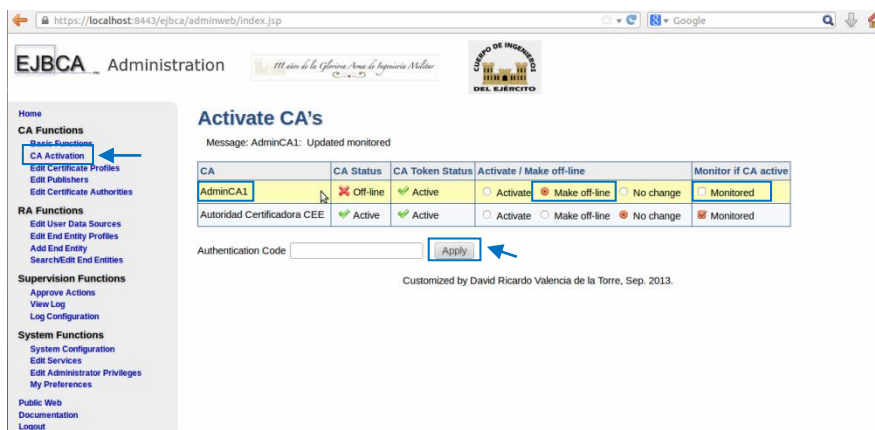 https://localhost:8443/ejbca/adminweb/index.jsp
Google
EJBCA Administration
111 años de la Gloriosa Arma de Ingeniería Militar
CUERPO DE INGENIEROS
DEL EJÉRCITO
Home
CA Functions
Basic Functions
CA Activation
Edit Certificate Profiles
Edit Publishers
Edit Certificate Authorities
RA Functions
Edit User Data Sources
Edit End Entity Profiles
Add End Entity
Search/Edit End Entities
Supervision Functions
Approve Actions
View Log
Log Configuration
System Functions
System Configuration
Edit Services
Edit Administrator Privileges
My Preferences
Public Web
Documentation
Logout
Activate CA's
Message: AdminCA1: Updated monitored
CA CA Status CA Token Status Activate / Make off-line Monitor if CA active
AdminCA1 Off-line Active Activate Make off-line No change Monitored
Autoridad Certificadora CEE Active Active Activate Make off-line No change Monitored
Authentication Code Apply
Customized by David Ricardo Valencia de la Torre, Sep. 2013.